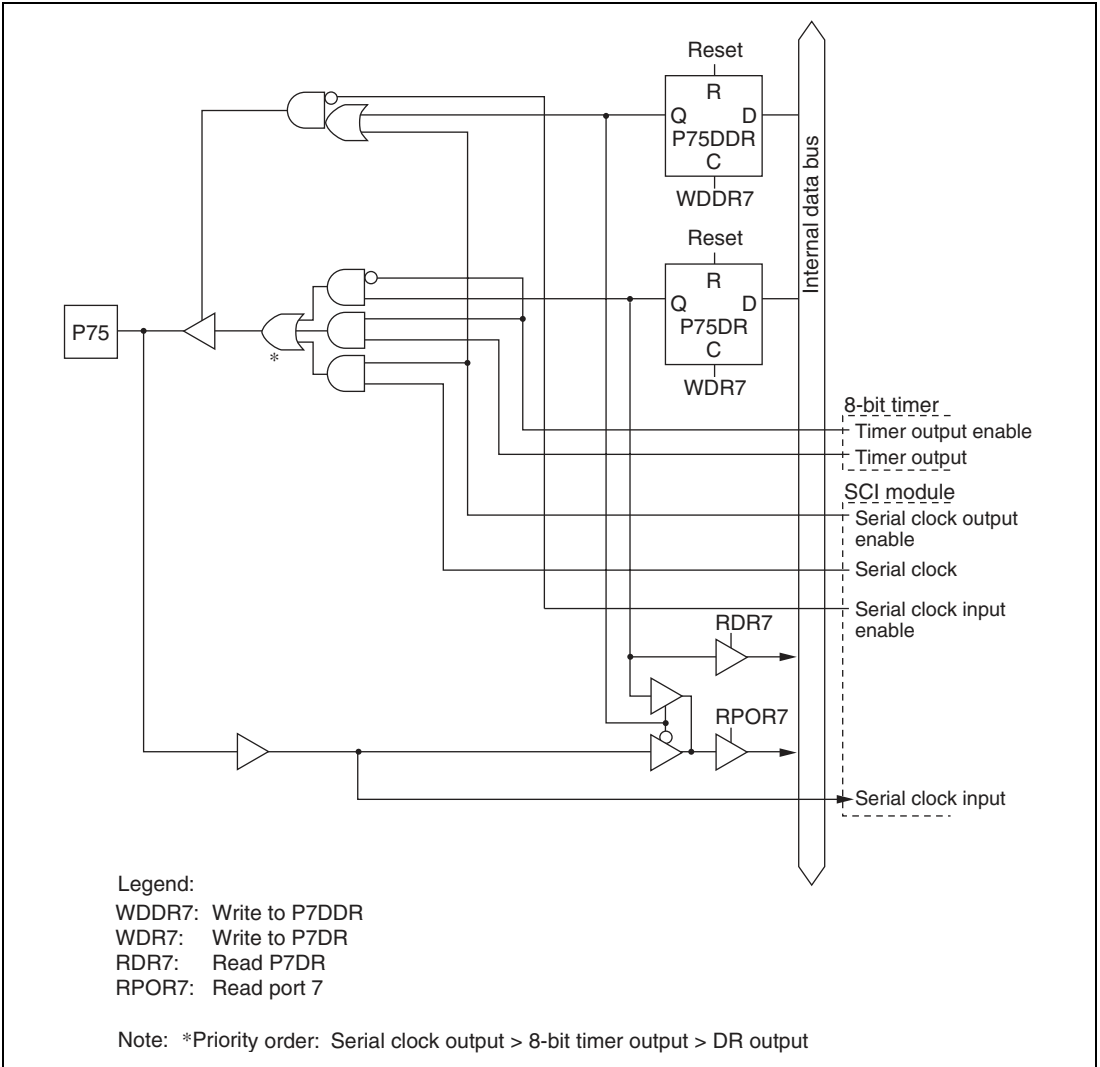 Reset
R
Q D
P75DDR
C
WDDR7
Internal data bus
Reset
R
Q D
P75DR
C
WDR7
P75
*
8-bit timer
Timer output enable
Timer output
SCI module
Serial clock output
enable
Serial clock
Serial clock input
enable
RDR7
RPOR7
Serial clock input
Legend:
WDDR7: Write to P7DDR
WDR7: Write to P7DR
RDR7: Read P7DR
RPOR7: Read port 7
Note: *Priority order: Serial clock output > 8-bit timer output > DR output